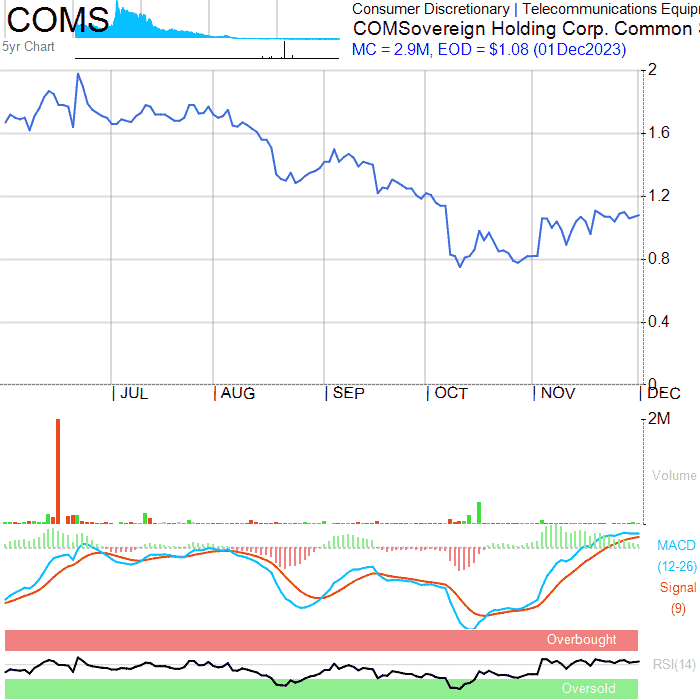 COMS
5yr Chart
Consumer Discretionary | Telecommunications Equip
COMSovereign Holding Corp. Common
MC = 2.9M, EOD = $1.08 (01Dec2023)
2
1.6
1.2
0.8
0.4
0
JUL AUG SEP OCT NOV DEC
2M
Volume
MACD
(12-26)
Signal
(9)
Overbought
RSI(14)
Oversold